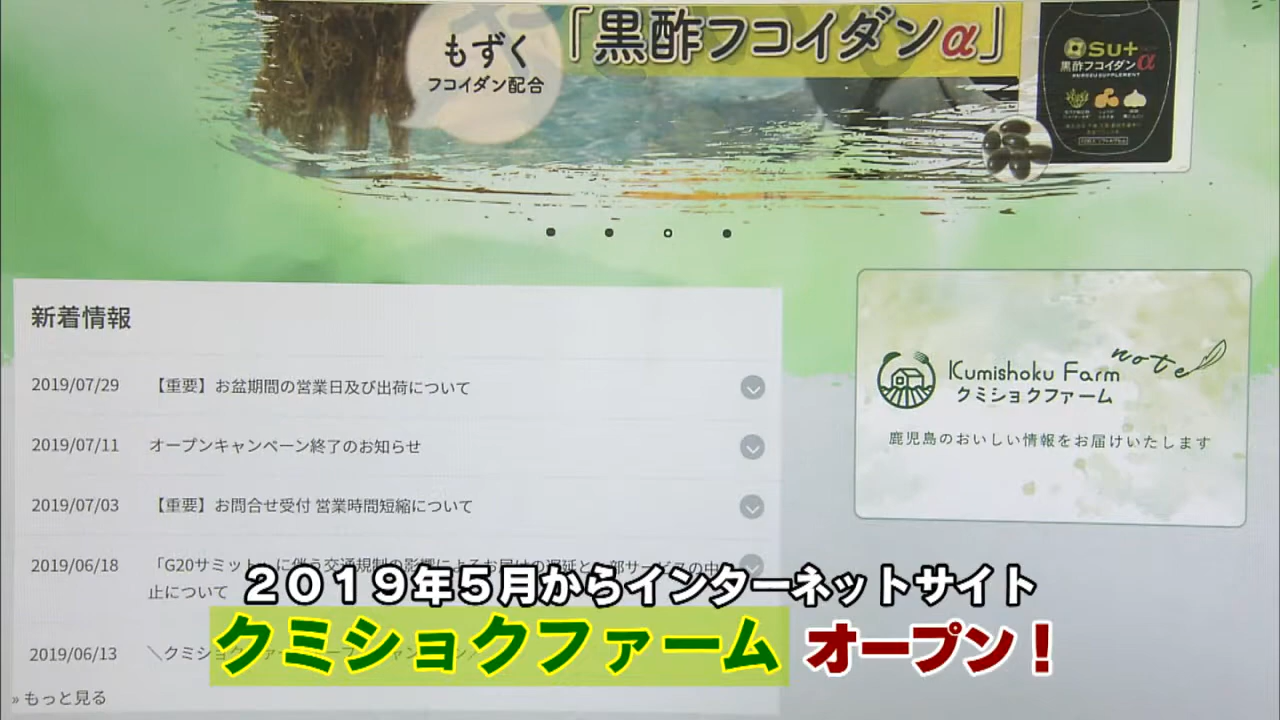 もずく
フコイダン配合
「黒酢フコイダンα」
Su+
黒酢フコイダンα
KUROZU SUPPLEMENT
新着情報
2019/07/29 【重要】お盆期間の営業日及び出荷について
2019/07/11 オープンキャンペーン終了のお知らせ
2019/07/03 【重要】お問合せ受付 営業時間短縮について
2019/06/18 「G20サミット」に伴う交通規制の影響によるお届けの遅延と一部サービスの中
止について
2019/06/13
» もっと見る
Kumishoku Farm note
クミショクファーム
鹿児島のおいしい情報をお届けいたします
2019年5月からインターネットサイト
クミショクファーム オープン！